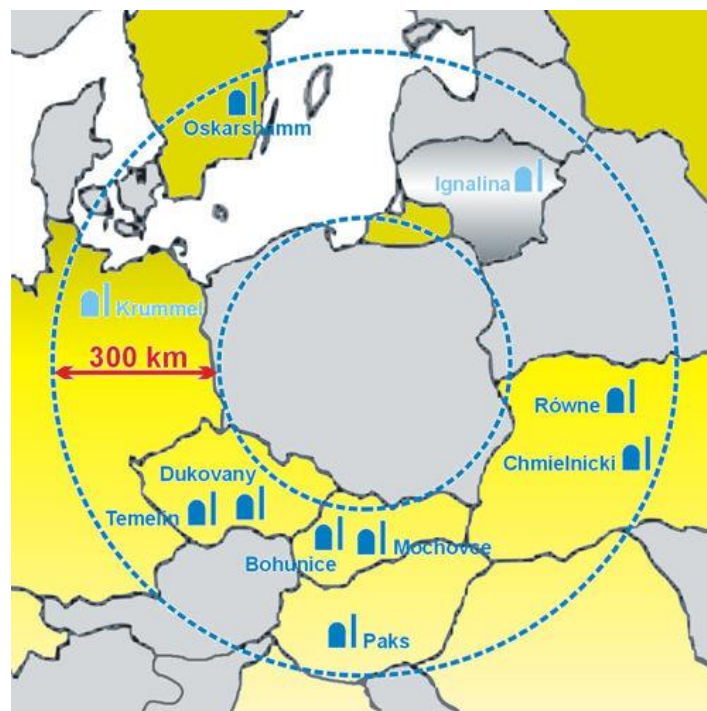 Oskarshamm
Ignalina
Krummel
300 km
Równe
Chmielnicki
Dukovany
Temelin
Bohunice
Mochovce
Paks